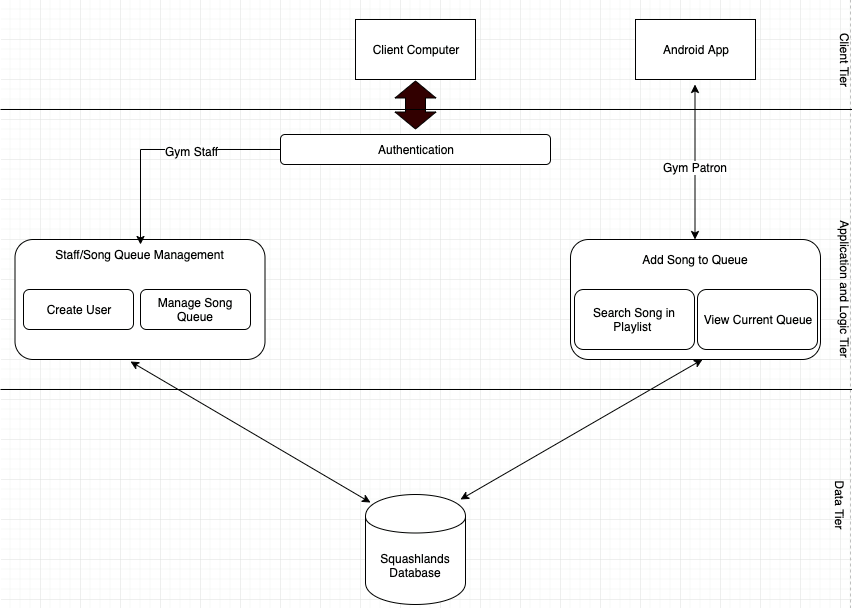 Client Computer
Android App
Client Tier
Authentication
Gym Staff
Gym Patron
Application and Logic Tier
Staff/Song Queue Management
Create User
Manage Song
Queue
Add Song to Queue
Search Song in
Playlist
View Current Queue
Data Tier
Squashlands
Database